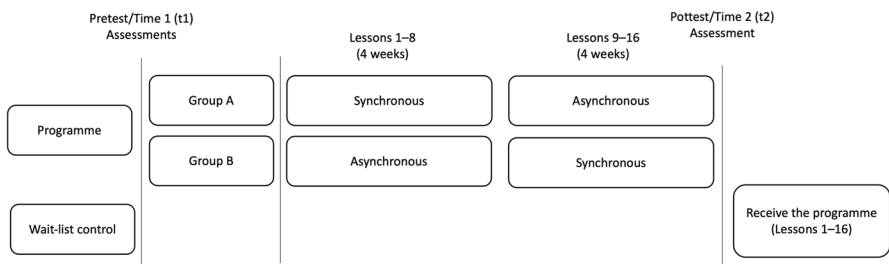 Pretest/Time 1 (t1)
Assessments
Pottest/Time 2 (t2)
Assessment
Lessons 1–8
(4 weeks)
Lessons 9–16
(4 weeks)
Programme
Group A
Synchronous
Asynchronous
Group B
Asynchronous
Synchronous
Wait-list control
Receive the programme
(Lessons 1–16)